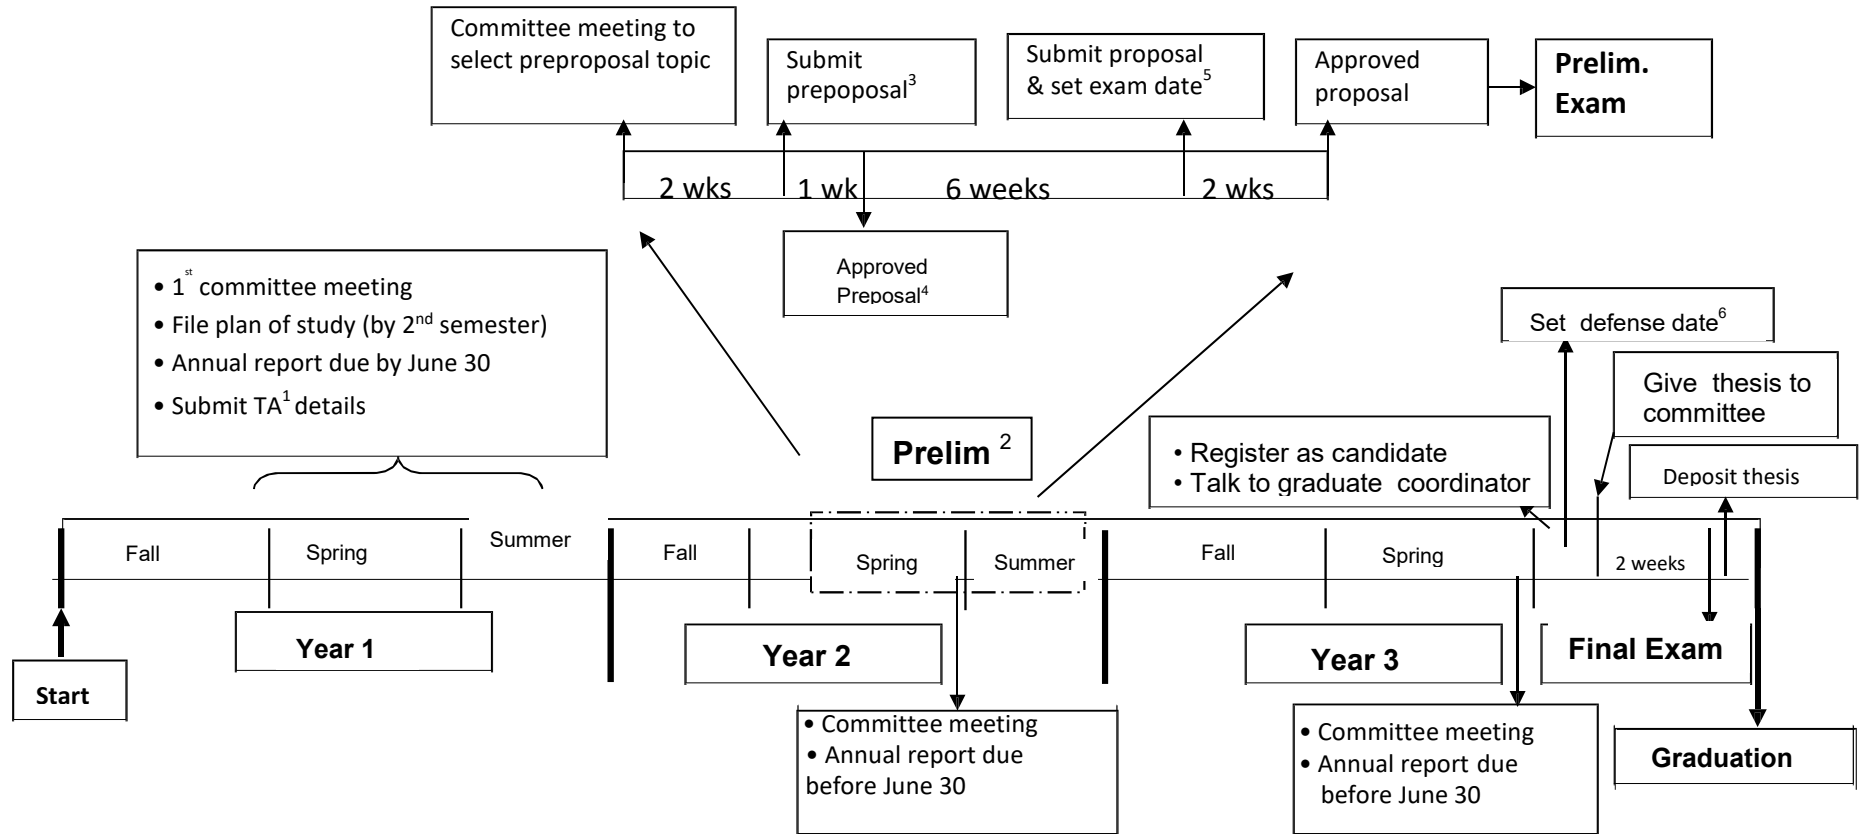 Committee meeting to
select preproposal topic
Submit
prepoposal³
Submit proposal
& set exam date⁵
Approved
proposal
Prelim.
Exam
2 wks
1 wk
6 weeks
2 wks
Approved
Preposal⁴
• 1st committee meeting
• File plan of study (by 2nd semester)
• Annual report due by June 30
• Submit TA¹ details
Set defense date⁶
Give thesis to
committee
Prelim ²
• Register as candidate
• Talk to graduate coordinator
Deposit thesis
Fall
Spring
Summer
Fall
Spring
Summer
Fall
Spring
2 weeks
Year 1
Year 2
Year 3
Final Exam
Start
• Committee meeting
• Annual report due
before June 30
• Committee meeting
• Annual report due
before June 30
Graduation